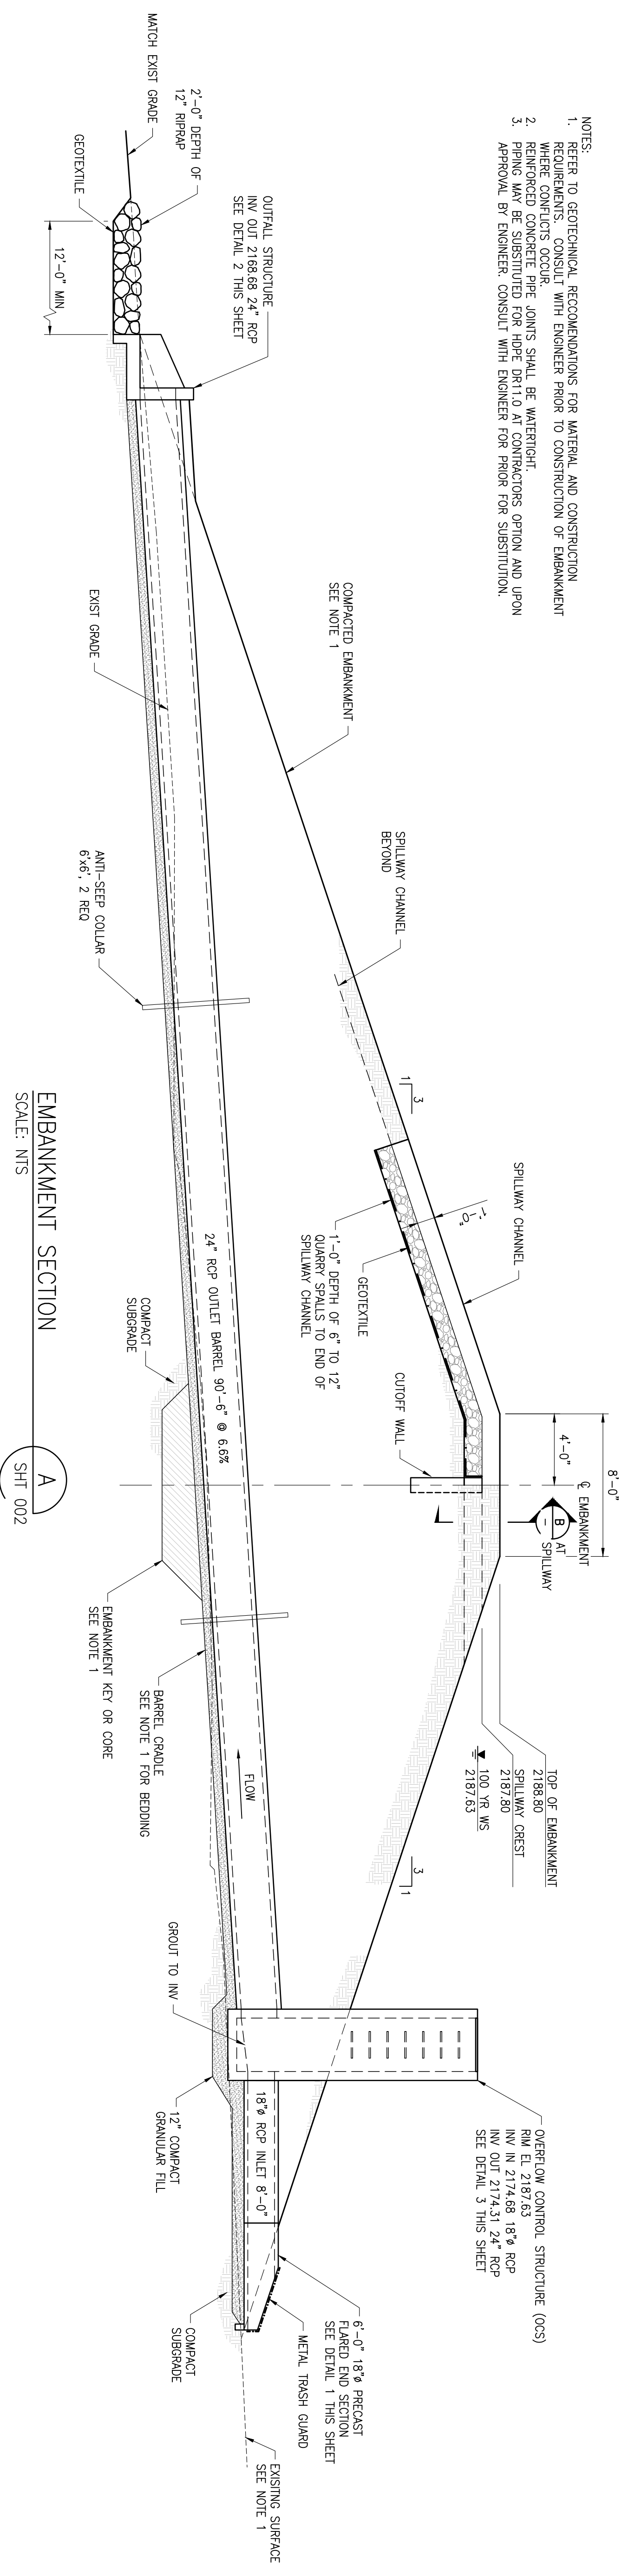 NOTES:
1. REFER TO GEOTECHNICAL RECCOMENDATIONS FOR MATERIAL AND CONSTRUCTION
REQUIREMENTS. CONSULT WITH ENGINEER PRIOR TO CONSTRUCTION OF EMBANKMENT
WHERE CONFLICTS OCCUR.
2. REINFORCED CONCRETE PIPE JOINTS SHALL BE WATERTIGHT.
3. PIPING MAY BE SUBSTITUTED FOR HDPE DR11.0 AT CONTRACTORS OPTION AND UPON
APPROVAL BY ENGINEER. CONSULT WITH ENGINEER FOR PRIOR FOR SUBSTITUTION.
MATCH EXIST GRADE
2'-0" DEPTH OF
12" RIPRAP
GEOTEXTILE
12'-0" MIN
OUTFALL STRUCTURE
INV OUT 2168.68 24" RCP
SEE DETAIL 2 THIS SHEET
EXIST GRADE
COMPACTED EMBANKMENT
SEE NOTE 1
ANTI-SEEP COLLAR
6'x6', 2 REQ
SPILLWAY CHANNEL
BEYOND
1
3
SPILLWAY CHANNEL
1'-0"
1'-0" DEPTH OF 6" TO 12"
QUARRY SPALLS TO END OF
SPILLWAY CHANNEL
GEOTEXTILE
CUTOFF WALL
24" RCP OUTLET BARREL 90'-6" @ 6.6%
COMPACT
SUBGRADE
8'-0"
4'-0"
℄ EMBANKMENT
B
-
AT
SPILLWAY
EMBANKMENT KEY OR CORE
SEE NOTE 1
BARREL CRADLE
SEE NOTE 1 FOR BEDDING
FLOW
TOP OF EMBANKMENT
2188.80
SPILLWAY CREST
2187.80
100 YR WS
2187.63
3
1
GROUT TO INV
12" COMPACT
GRANULAR FILL
18"ø RCP INLET 8'-0"
OVERFLOW CONTROL STRUCTURE (OCS)
RIM EL 2187.63
INV IN 2174.68 18"ø RCP
INV OUT 2174.31 24" RCP
SEE DETAIL 3 THIS SHEET
6'-0" 18"ø PRECAST
FLARED END SECTION
SEE DETAIL 1 THIS SHEET
METAL TRASH GUARD
COMPACT
SUBGRADE
EXISITNG SURFACE
SEE NOTE 1
EMBANKMENT SECTION
SCALE: NTS
A
SHT 002